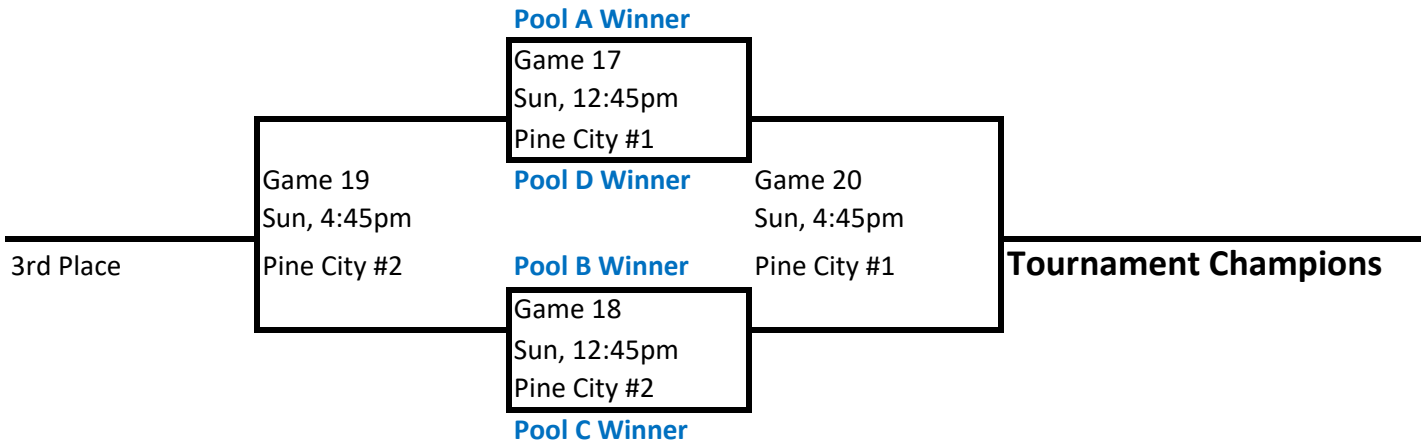 Pool A Winner
Game 17
Sun, 12:45pm
Pine City #1
Game 19
Pool D Winner
Game 20
Sun, 4:45pm
Sun, 4:45pm
3rd Place
Pine City #2
Pool B Winner
Pine City #1
Tournament Champions
Game 18
Sun, 12:45pm
Pine City #2
Pool C Winner